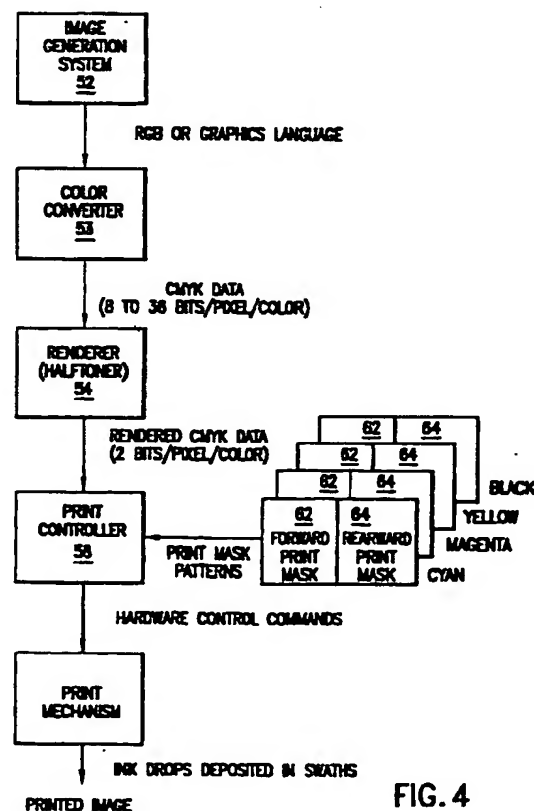 IMAGE
GENERATION
SYSTEM
52
RGB OR GRAPHICS LANGUAGE
COLOR
CONVERTER
53
CMYK DATA
(8 TO 36 BITS/PIXEL/COLOR)
RENDERER
(HALFTONER)
54
RENDERED CMYK DATA
(2 BITS/PIXEL/COLOR)
PRINT
CONTROLLER
58
PRINT MASK
PATTERNS
62 64
BLACK
62 64
YELLOW
62 64
MAGENTA
62 64
FORWARD
PRINT
MASK
REARWARD
PRINT
MASK
CYAN
HARDWARE CONTROL COMMANDS
PRINT
MECHANISM
INK DROPS DEPOSITED IN SWATHS
PRINTED IMAGE
FIG. 4